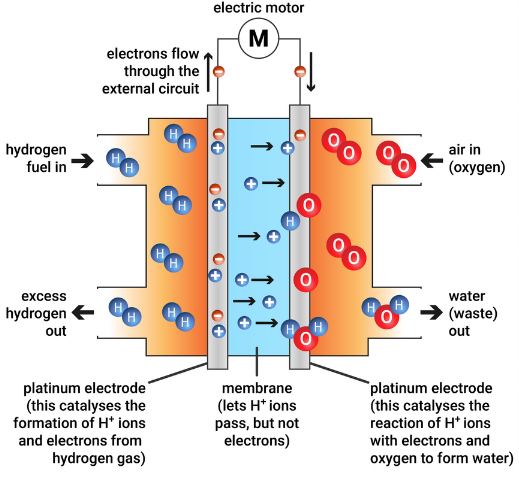 electric motor
M
electrons flow
through the
external circuit
hydrogen
fuel in
air in
(oxygen)
H H
H H
H H
H H
H H
H H
H
H H
H H
O O
O O
O
O O
O
O
O
+ + + + + + + + + + + +
− − − − − − −
excess
hydrogen
out
water
(waste)
out
platinum electrode
(this catalyses the
formation of H⁺ ions
and electrons from
hydrogen gas)
membrane
(lets H⁺ ions
pass, but not
electrons)
platinum electrode
(this catalyses the
reaction of H⁺ ions
with electrons and
oxygen to form water)